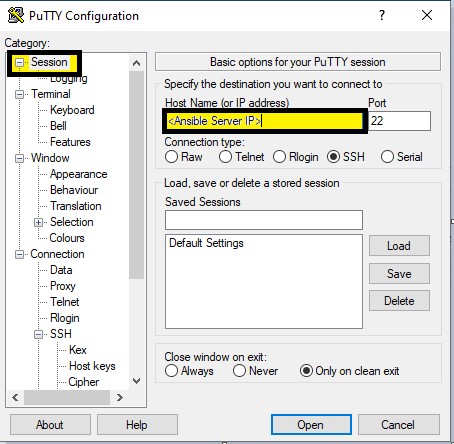 PuTTY Configuration
Category:
Session
Logging
Terminal
Keyboard
Bell
Features
Window
Appearance
Behaviour
Translation
Selection
Colours
Connection
Data
Proxy
Telnet
Rlogin
SSH
Kex
Host keys
Cipher
Basic options for your PuTTY session
Specify the destination you want to connect to
Host Name (or IP address) Port
<Ansible Server IP> 22
Connection type:
Raw Telnet Rlogin SSH Serial
Load, save or delete a stored session
Saved Sessions
Default Settings
Load
Save
Delete
Close window on exit:
Always Never Only on clean exit
About Help Open Cancel